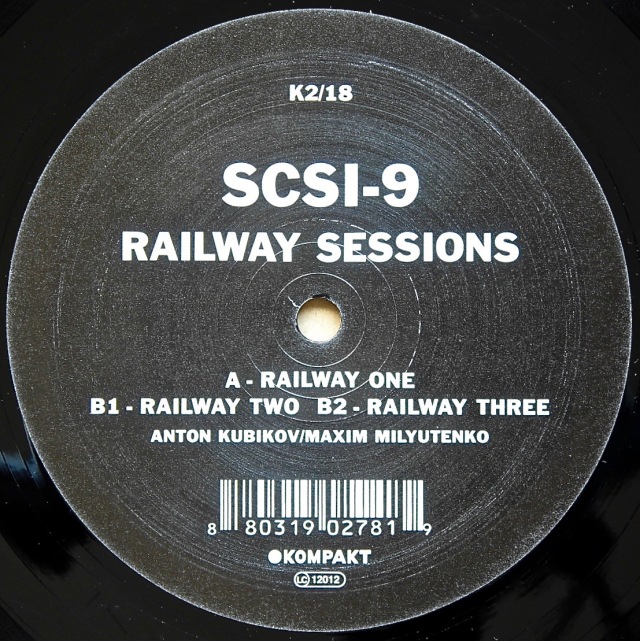 K2/18
SCSI-9
RAILWAY SESSIONS
A - RAILWAY ONE
B1 - RAILWAY TWO B2 - RAILWAY THREE
ANTON KUBIKOV/MAXIM MILYUTENKO
8 80319 02781 9
KOMPAKT
LC 12012